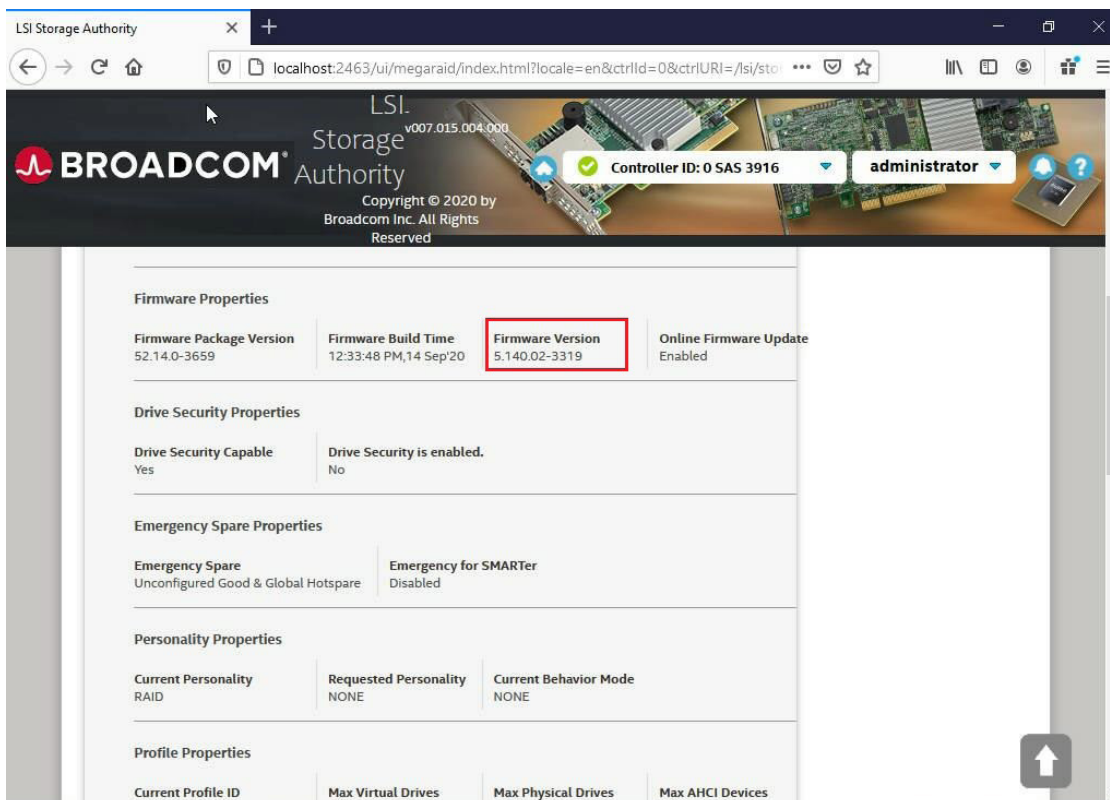 LSI Storage Authority
localhost:2463/ui/megaraid/index.html?locale=en&ctrlId=0&ctrlURI=/lsi/sto
LSI
Storage
v007.015.004.000
Authority
BROADCOM
Copyright © 2020 by
Broadcom Inc. All Rights
Reserved
Controller ID: 0 SAS 3916
administrator
?
Firmware Properties
Firmware Package Version Firmware Build Time Firmware Version Online Firmware Update
52.14.0-3659 12:33:48 PM,14 Sep'20 5.140.02-3319 Enabled
Drive Security Properties
Drive Security Capable Drive Security is enabled.
Yes No
Emergency Spare Properties
Emergency Spare Emergency for SMARTer
Unconfigured Good & Global Hotspare Disabled
Personality Properties
Current Personality Requested Personality Current Behavior Mode
RAID NONE NONE
Profile Properties
Current Profile ID Max Virtual Drives Max Physical Drives Max AHCI Devices